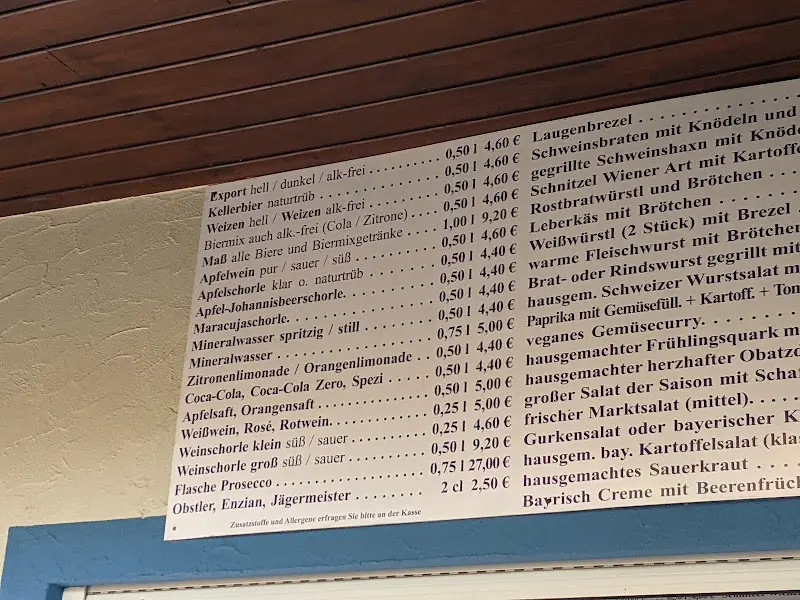 Export hell / dunkel / alk-frei . . . . . . . . . . 0,50 l 4,60 €
Kellerbier naturtrüb . . . . . . . . . . . . . . . . 0,50 l 4,60 €
Weizen hell / Weizen alk-frei . . . . . . . . . . 0,50 l 4,60 €
Biermix auch alk.-frei (Cola / Zitrone) . . . . 0,50 l 4,60 €
Maß alle Biere und Biermixgetränke . . . . 1,00 l 9,20 €
Apfelwein pur / sauer / süß . . . . . . . . . . . 0,50 l 4,60 €
Apfelschorle klar o. naturtrüb . . . . . . . . . 0,50 l 4,40 €
Apfel-Johannisbeerschorle. . . . . . . . . . . . 0,50 l 4,40 €
Maracujaschorle. . . . . . . . . . . . . . . . . . . 0,50 l 4,40 €
Mineralwasser spritzig / still . . . . . . . . . . 0,50 l 4,40 €
Mineralwasser . . . . . . . . . . . . . . . . . . . . 0,75 l 5,00 €
Zitronenlimonade / Orangenlimonade . . 0,50 l 4,40 €
Coca-Cola, Coca-Cola Zero, Spezi . . . . . 0,50 l 4,40 €
Apfelsaft, Orangensaft . . . . . . . . . . . . . . 0,50 l 5,00 €
Weißwein, Rosé, Rotwein. . . . . . . . . . . . 0,25 l 5,00 €
Weinschorle klein süß / sauer . . . . . . . . . 0,25 l 4,60 €
Weinschorle groß süß / sauer . . . . . . . . . 0,50 l 9,20 €
Flasche Prosecco . . . . . . . . . . . . . . . . . 0,75 l 27,00 €
Obstler, Enzian, Jägermeister . . . . . . . . 2 cl 2,50 €
Zusatzstoffe und Allergene erfragen Sie bitte an der Kasse
Laugenbrezel . . . . . . . . . . . .
Schweinsbraten mit Knödeln und
gegrillte Schweinshaxn mit Knöde
Schnitzel Wiener Art mit Kartoffe
Rostbratwürstl und Brötchen . . .
Leberkäs mit Brötchen . . . . . . .
Weißwürstl (2 Stück) mit Brezel .
warme Fleischwurst mit Brötchen
Brat- oder Rindswurst gegrillt mit
hausgem. Schweizer Wurstsalat m
Paprika mit Gemüsefüll. + Kartoff. + Tom
veganes Gemüsecurry. . . . . . . .
hausgemachter Frühlingsquark m
hausgemachter herzhafter Obatzd
großer Salat der Saison mit Schaf
frischer Marktsalat (mittel). . . . .
Gurkensalat oder bayerischer K
hausgem. bay. Kartoffelsalat (klas
hausgemachtes Sauerkraut . . . .
Bayrisch Creme mit Beerenfrüch